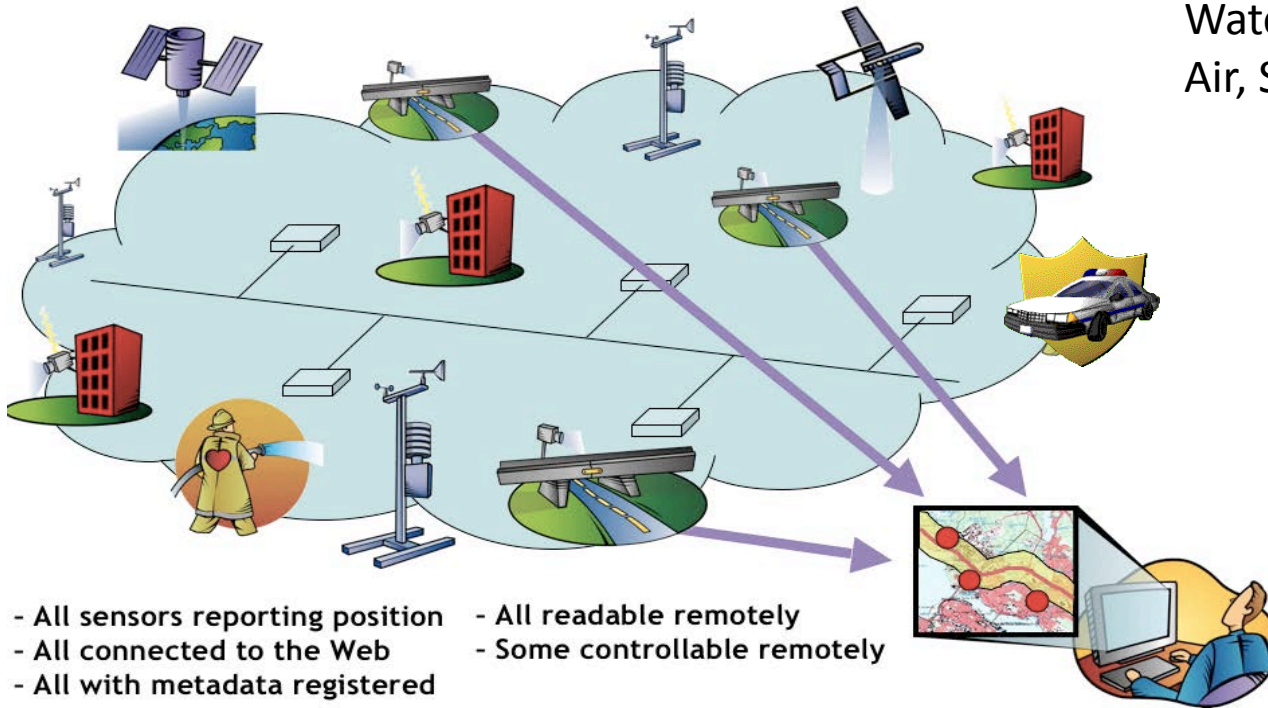 Air,
- All sensors reporting position
- All connected to the Web
- All with metadata registered
- All readable remotely
- Some controllable remotely